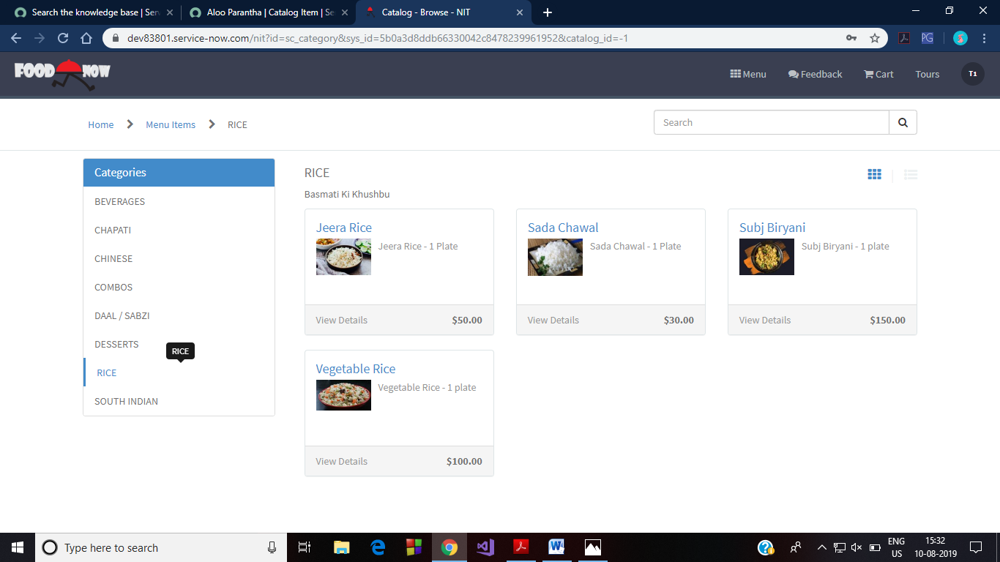 Search the knowledge base | Ser
Aloo Parantha | Catalog Item | Se
Catalog - Browse - NIT
dev83801.service-now.com/nit?id=sc_category&sys_id=5b0a3d8ddb66330042c8478239961952&catalog_id=-1
PG
FOOD NOW
Menu
Feedback
Cart
Tours
T1
Home
Menu Items
RICE
Search
Categories
BEVERAGES
CHAPATI
CHINESE
COMBOS
DAAL / SABZI
DESSERTS
RICE
RICE
SOUTH INDIAN
RICE
Basmati Ki Khushbu
Jeera Rice
Jeera Rice - 1 Plate
View Details $50.00
Sada Chawal
Sada Chawal - 1 Plate
View Details $30.00
Subj Biryani
Subj Biryani - 1 plate
View Details $150.00
Vegetable Rice
Vegetable Rice - 1 plate
View Details $100.00
Type here to search
ENG
US
15:32
10-08-2019